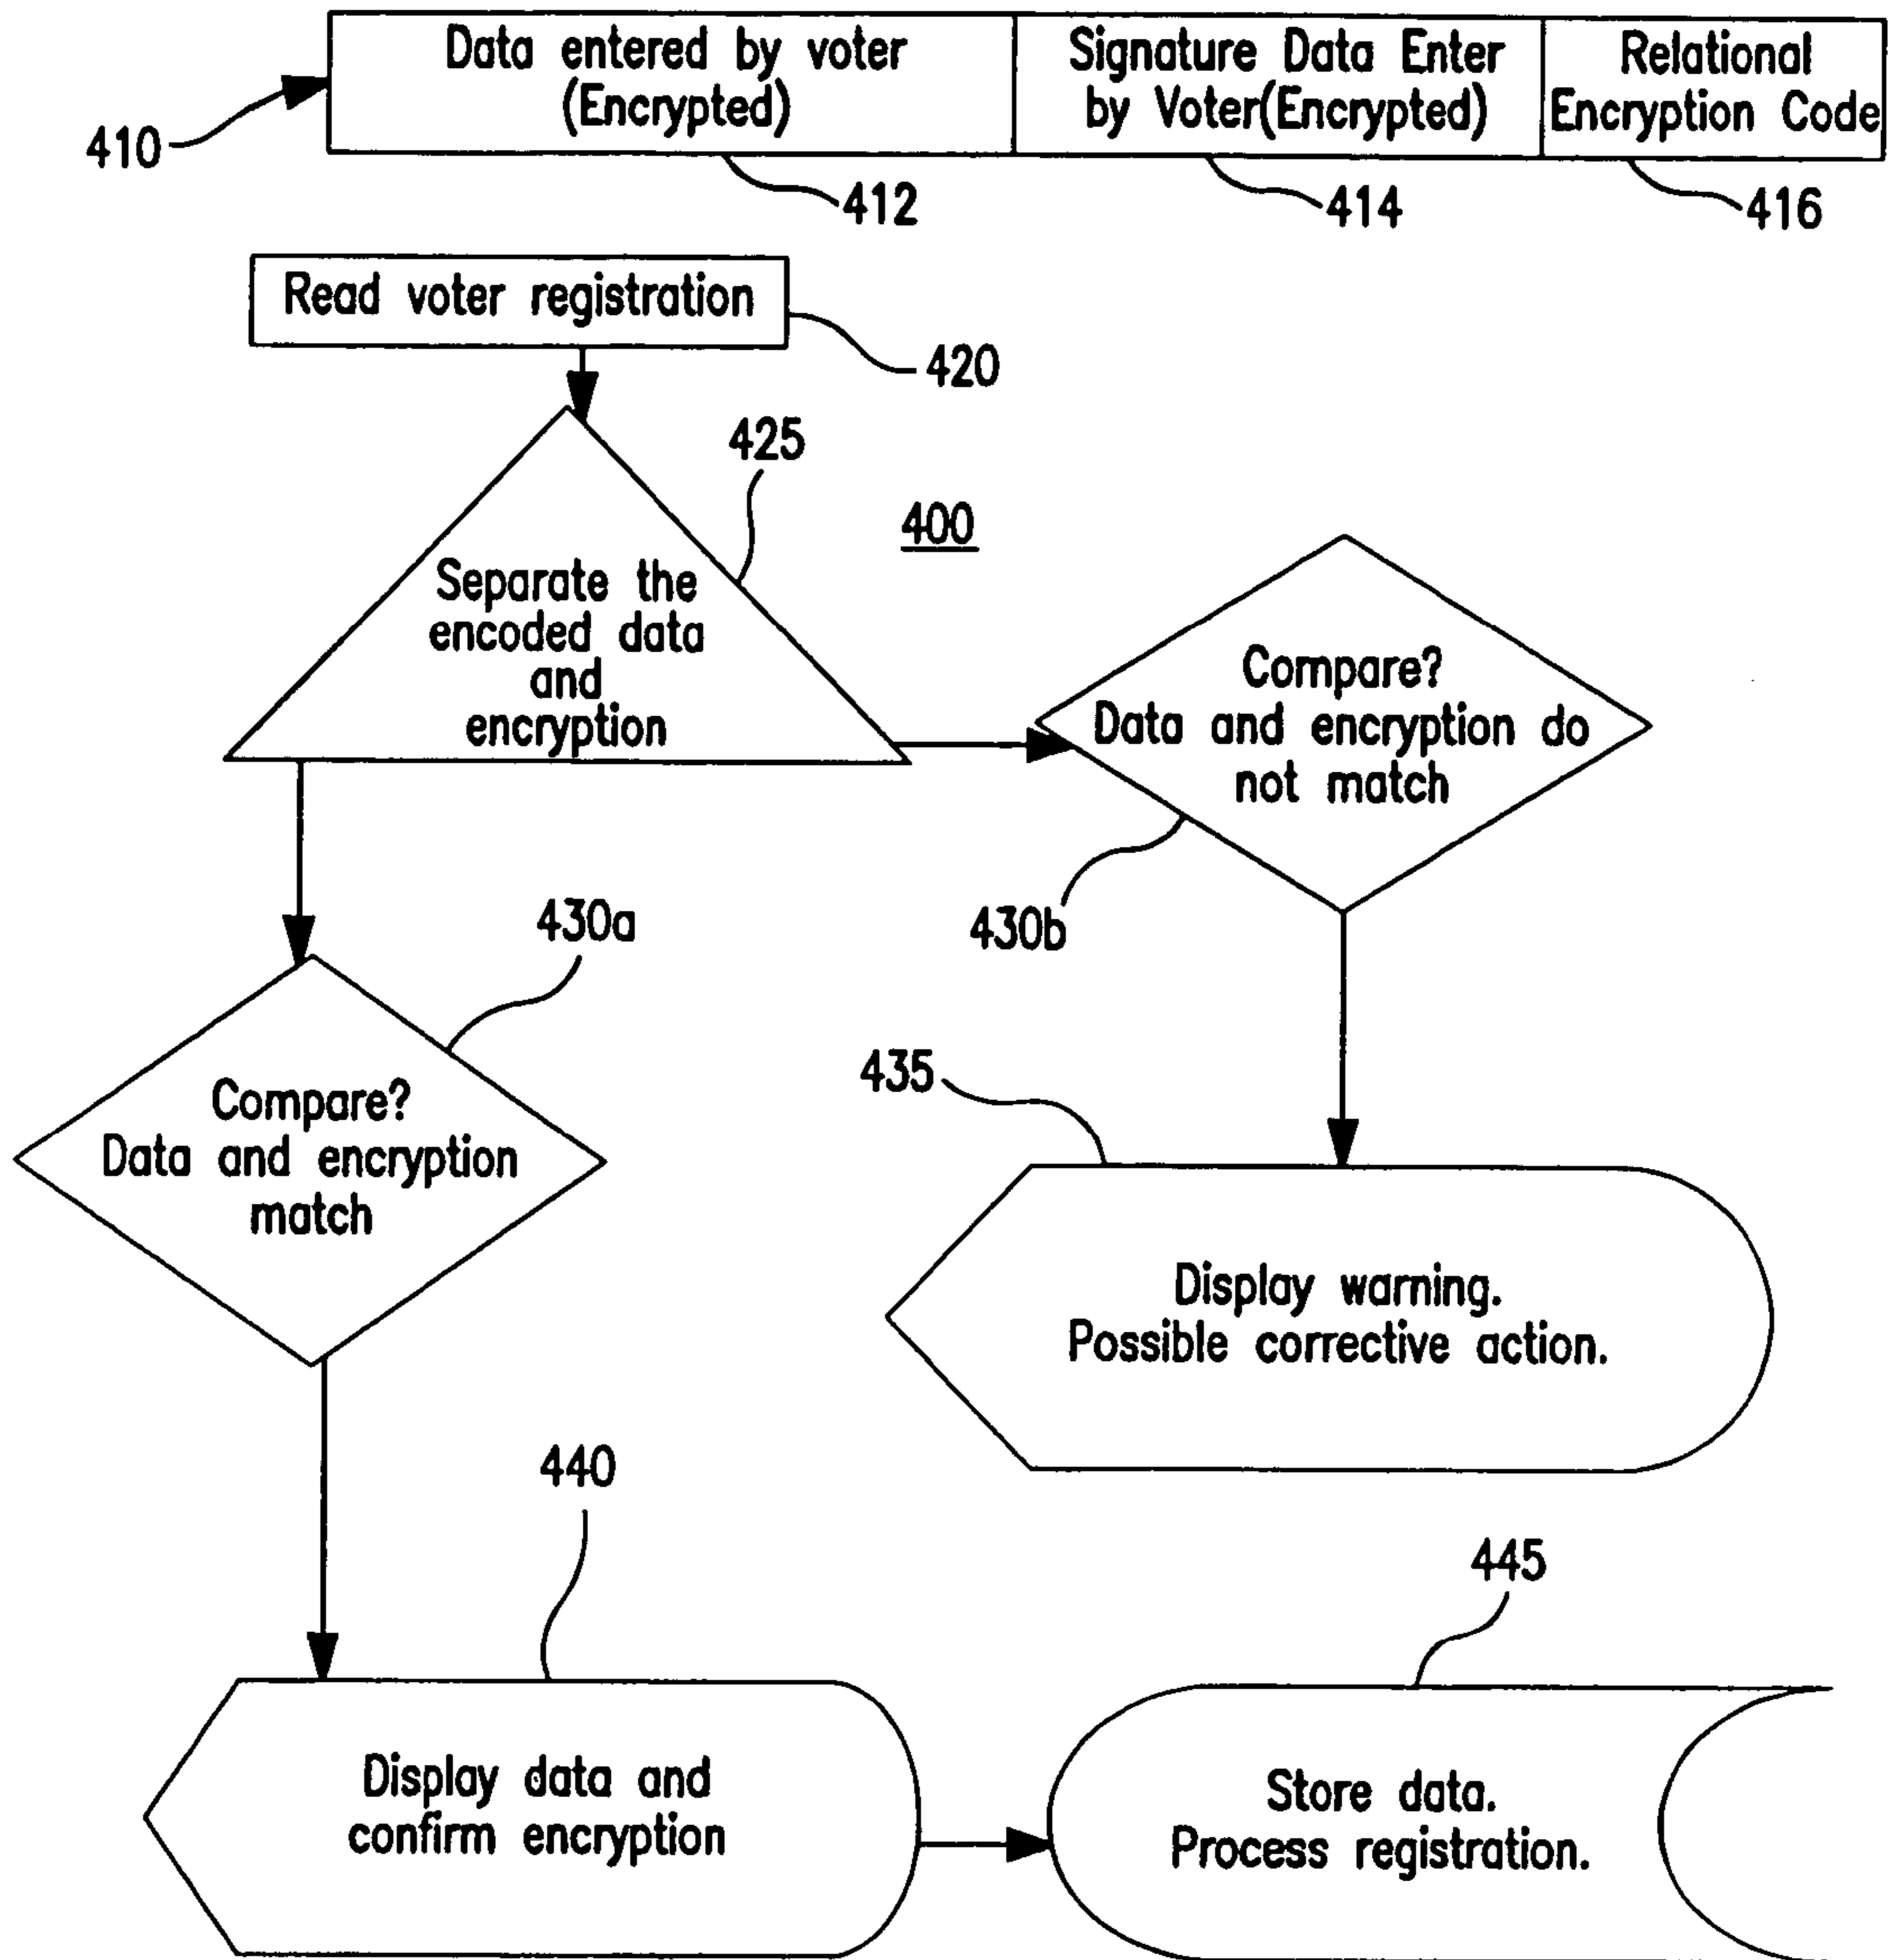 Data entered by voter
(Encrypted)
Signature Data Enter
by Voter(Encrypted)
Relational
Encryption Code
410
412
414
416
Read voter registration
420
425
400
Separate the
encoded data
and
encryption
Compare?
Data and encryption do
not match
430b
430a
Compare?
Data and encryption
match
435
Display warning.
Possible corrective action.
440
445
Display data and
confirm encryption
Store data.
Process registration.